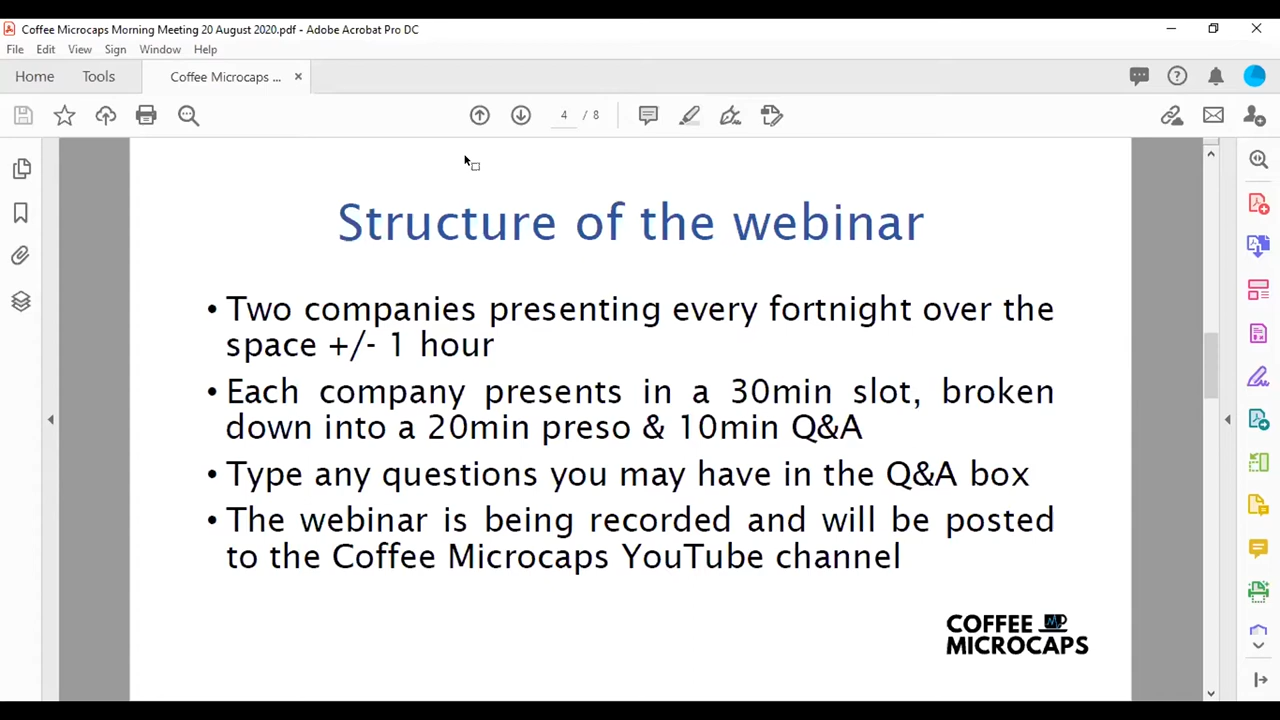 Coffee Microcaps Morning Meeting 20 August 2020.pdf - Adobe Acrobat Pro DC
File Edit View Sign Window Help
Home Tools Coffee Microcaps ... ×
4 / 8
Structure of the webinar
• Two companies presenting every fortnight over the
space +/- 1 hour
• Each company presents in a 30min slot, broken
down into a 20min preso & 10min Q&A
• Type any questions you may have in the Q&A box
• The webinar is being recorded and will be posted
to the Coffee Microcaps YouTube channel
COFFEE
MICROCAPS